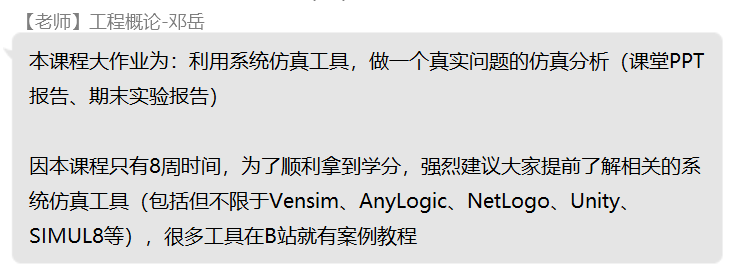 【老师】工程概论-邓岳
本课程大作业为：利用系统仿真工具，做一个真实问题的仿真分析（课堂PPT
报告、期末实验报告）
因本课程只有8周时间，为了顺利拿到学分，强烈建议大家提前了解相关的系
统仿真工具（包括但不限于Vensim、AnyLogic、NetLogo、Unity、
SIMUL8等），很多工具在B站就有案例教程